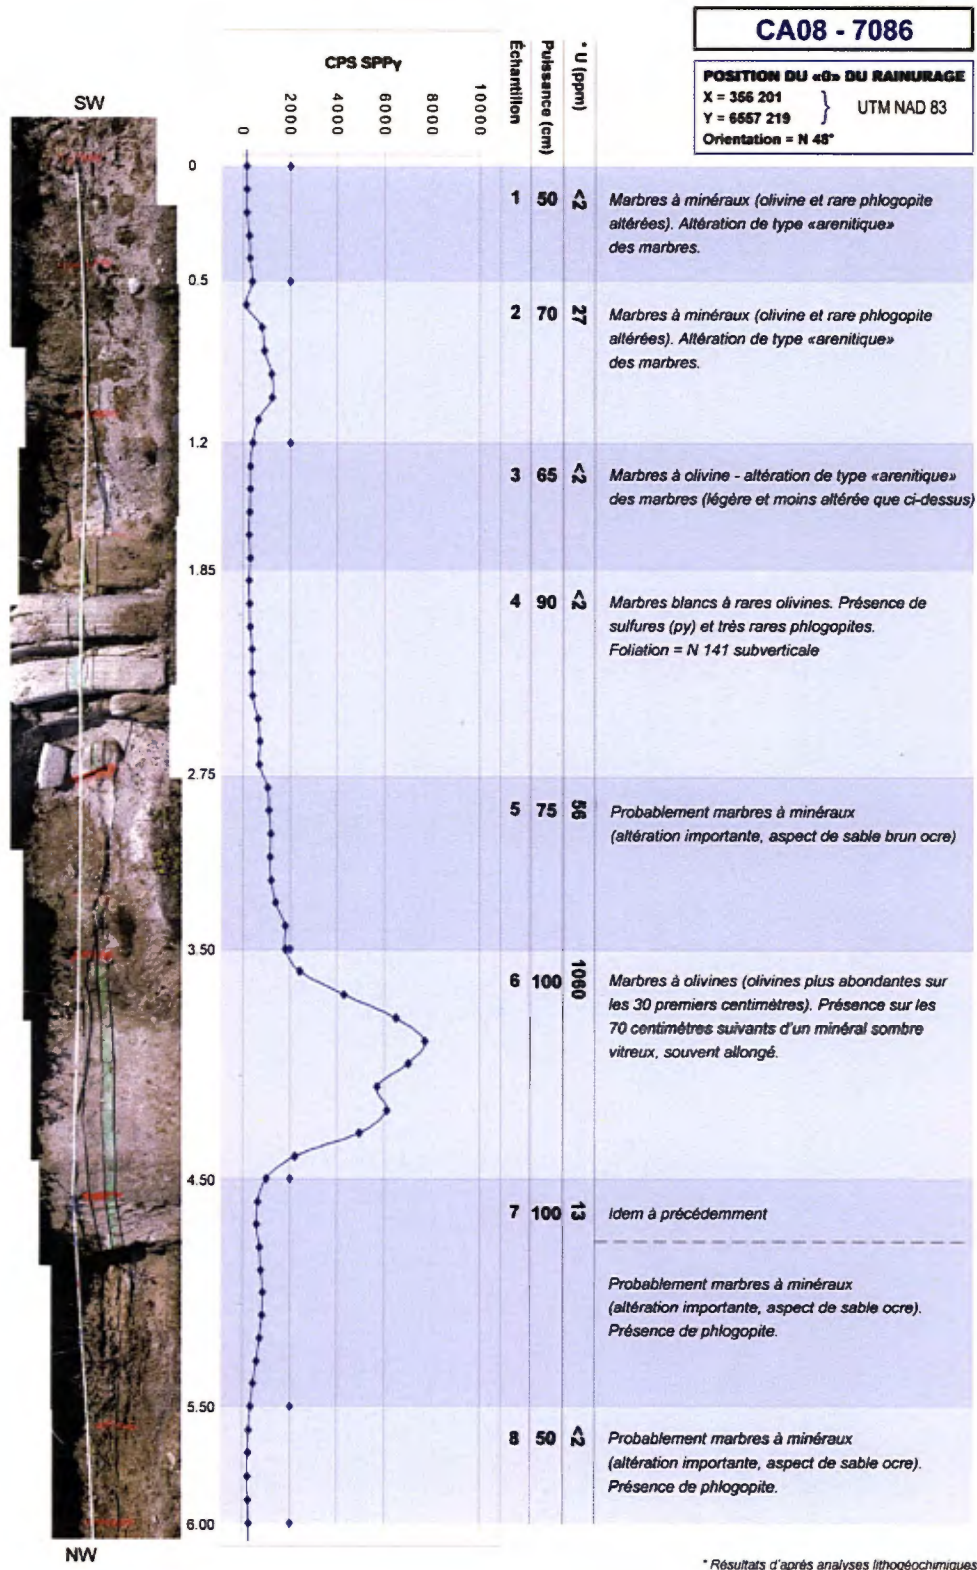 CA08 - 7086
POSITION DU «0» DU RAINURAGE
X = 356 201
Y = 6557 219
} UTM NAD 83
Orientation = N 48°
CPS SPPγ
0 2000 4000 6000 8000 10000
Échantillon
Puissance (cm)
* U (ppm)
SW
0
1 50 <2 Marbres à minéraux (olivine et rare phlogopite
altérées). Altération de type «arenitique»
des marbres.
0.5
2 70 27 Marbres à minéraux (olivine et rare phlogopite
altérées). Altération de type «arenitique»
des marbres.
1.2
3 65 <2 Marbres à olivine - altération de type «arenitique»
des marbres (légère et moins altérée que ci-dessus)
1.85
4 90 <2 Marbres blancs à rares olivines. Présence de
sulfures (py) et très rares phlogopites.
Foliation = N 141 subverticale
2.75
5 75 56 Probablement marbres à minéraux
(altération importante, aspect de sable brun ocre)
3.50
6 100 1060 Marbres à olivines (olivines plus abondantes sur
les 30 premiers centimètres). Présence sur les
70 centimètres suivants d'un minéral sombre
vitreux, souvent allongé.
4.50
7 100 13 Idem à précédemment
Probablement marbres à minéraux
(altération importante, aspect de sable ocre).
Présence de phlogopite.
5.50
8 50 <2 Probablement marbres à minéraux
(altération importante, aspect de sable ocre).
Présence de phlogopite.
6.00
NW
* Résultats d'après analyses lithogéochimiques